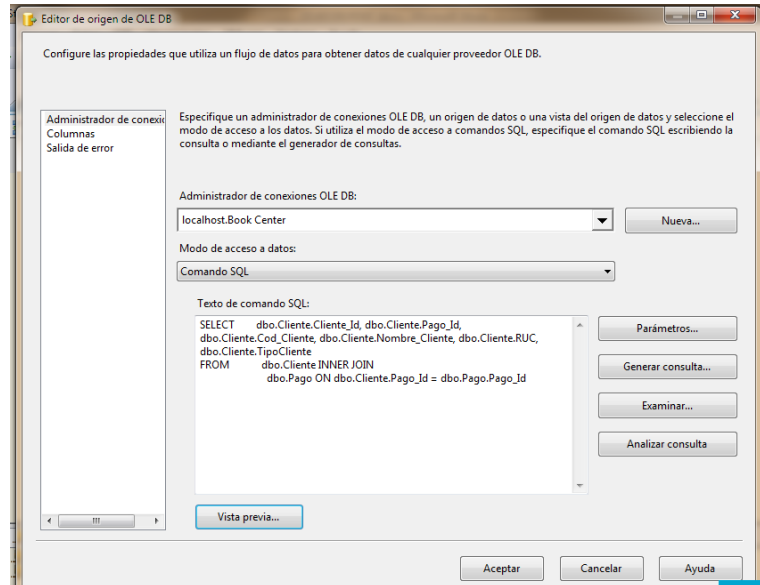 Editor de origen de OLE DB
Configure las propiedades que utiliza un flujo de datos para obtener datos de cualquier proveedor OLE DB.
Administrador de conexi
Columnas
Salida de error
Especifique un administrador de conexiones OLE DB, un origen de datos o una vista del origen de datos y seleccione el
modo de acceso a los datos. Si utiliza el modo de acceso a comandos SQL, especifique el comando SQL escribiendo la
consulta o mediante el generador de consultas.
Administrador de conexiones OLE DB:
localhost.Book Center
Nueva...
Modo de acceso a datos:
Comando SQL
Texto de comando SQL:
SELECT dbo.Cliente.Cliente_Id, dbo.Cliente.Pago_Id,
dbo.Cliente.Cod_Cliente, dbo.Cliente.Nombre_Cliente, dbo.Cliente.RUC,
dbo.Cliente.TipoCliente
FROM dbo.Cliente INNER JOIN
dbo.Pago ON dbo.Cliente.Pago_Id = dbo.Pago.Pago_Id
Parámetros...
Generar consulta...
Examinar...
Analizar consulta
Vista previa...
Aceptar
Cancelar
Ayuda